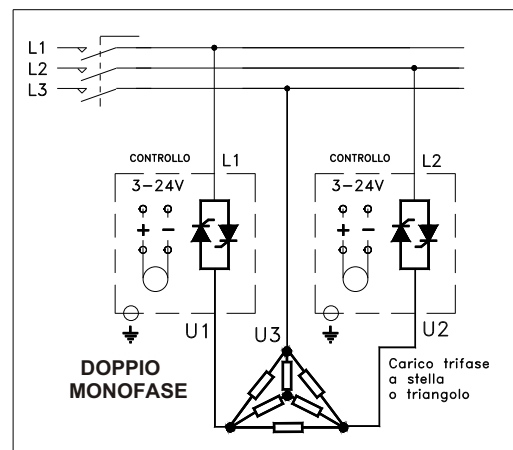 L1
L2
L3
CONTROLLO L1
3-24V
+ -
CONTROLLO L2
3-24V
+ -
U1
U3
U2
DOPPIO
MONOFASE
Carico trifase
a stella
o triangolo